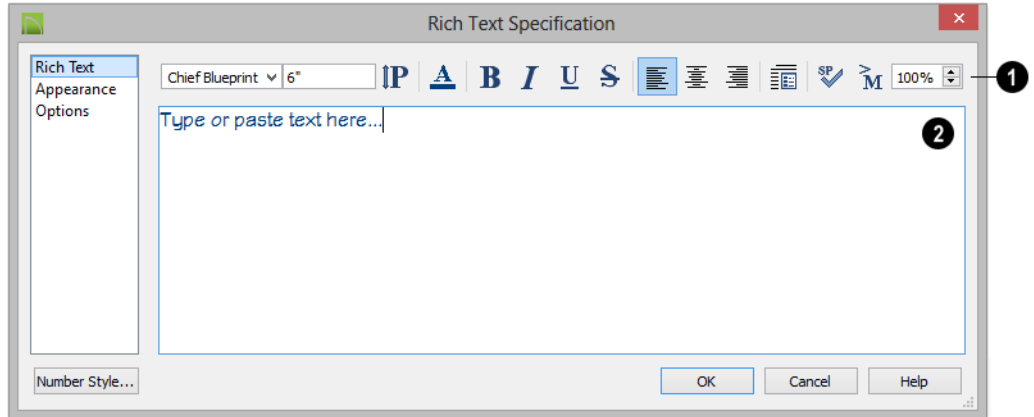 Rich Text Specification
Rich Text
Appearance
Options
Chief Blueprint 6" P A B I U S SP M 100% 1
Type or paste text here... 2
Number Style... OK Cancel Help